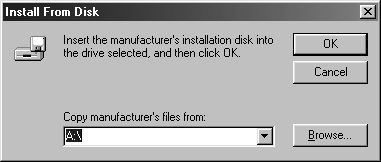 Install From Disk
Insert the manufacturer's installation disk into
the drive selected, and then click OK.
OK
Cancel
Copy manufacturer's files from:
A:\
Browse...